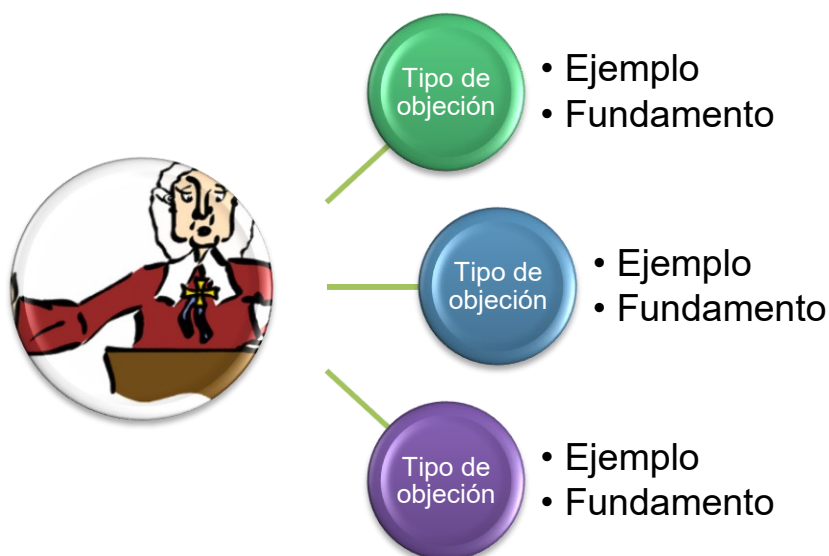 Tipo de
objeción
• Ejemplo
• Fundamento
Tipo de
objeción
• Ejemplo
• Fundamento
Tipo de
objeción
• Ejemplo
• Fundamento